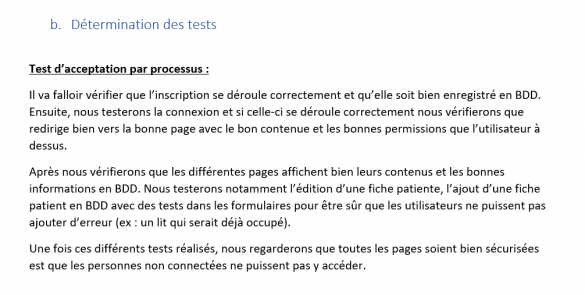 b. Détermination des tests
Test d'acceptation par processus :
Il va falloir vérifier que l'inscription se déroule correctement et qu'elle soit bien enregistré en BDD.
Ensuite, nous testerons la connexion et si celle-ci se déroule correctement nous vérifierons que
redirige bien vers la bonne page avec le bon contenue et les bonnes permissions que l'utilisateur à
dessus.
Après nous vérifierons que les différentes pages affichent bien leurs contenus et les bonnes
informations en BDD. Nous testerons notamment l'édition d'une fiche patiente, l'ajout d'une fiche
patient en BDD avec des tests dans les formulaires pour être sûr que les utilisateurs ne puissent pas
ajouter d'erreur (ex : un lit qui serait déjà occupé).
Une fois ces différents tests réalisés, nous regarderons que toutes les pages soient bien sécurisées
est que les personnes non connectées ne puissent pas y accéder.